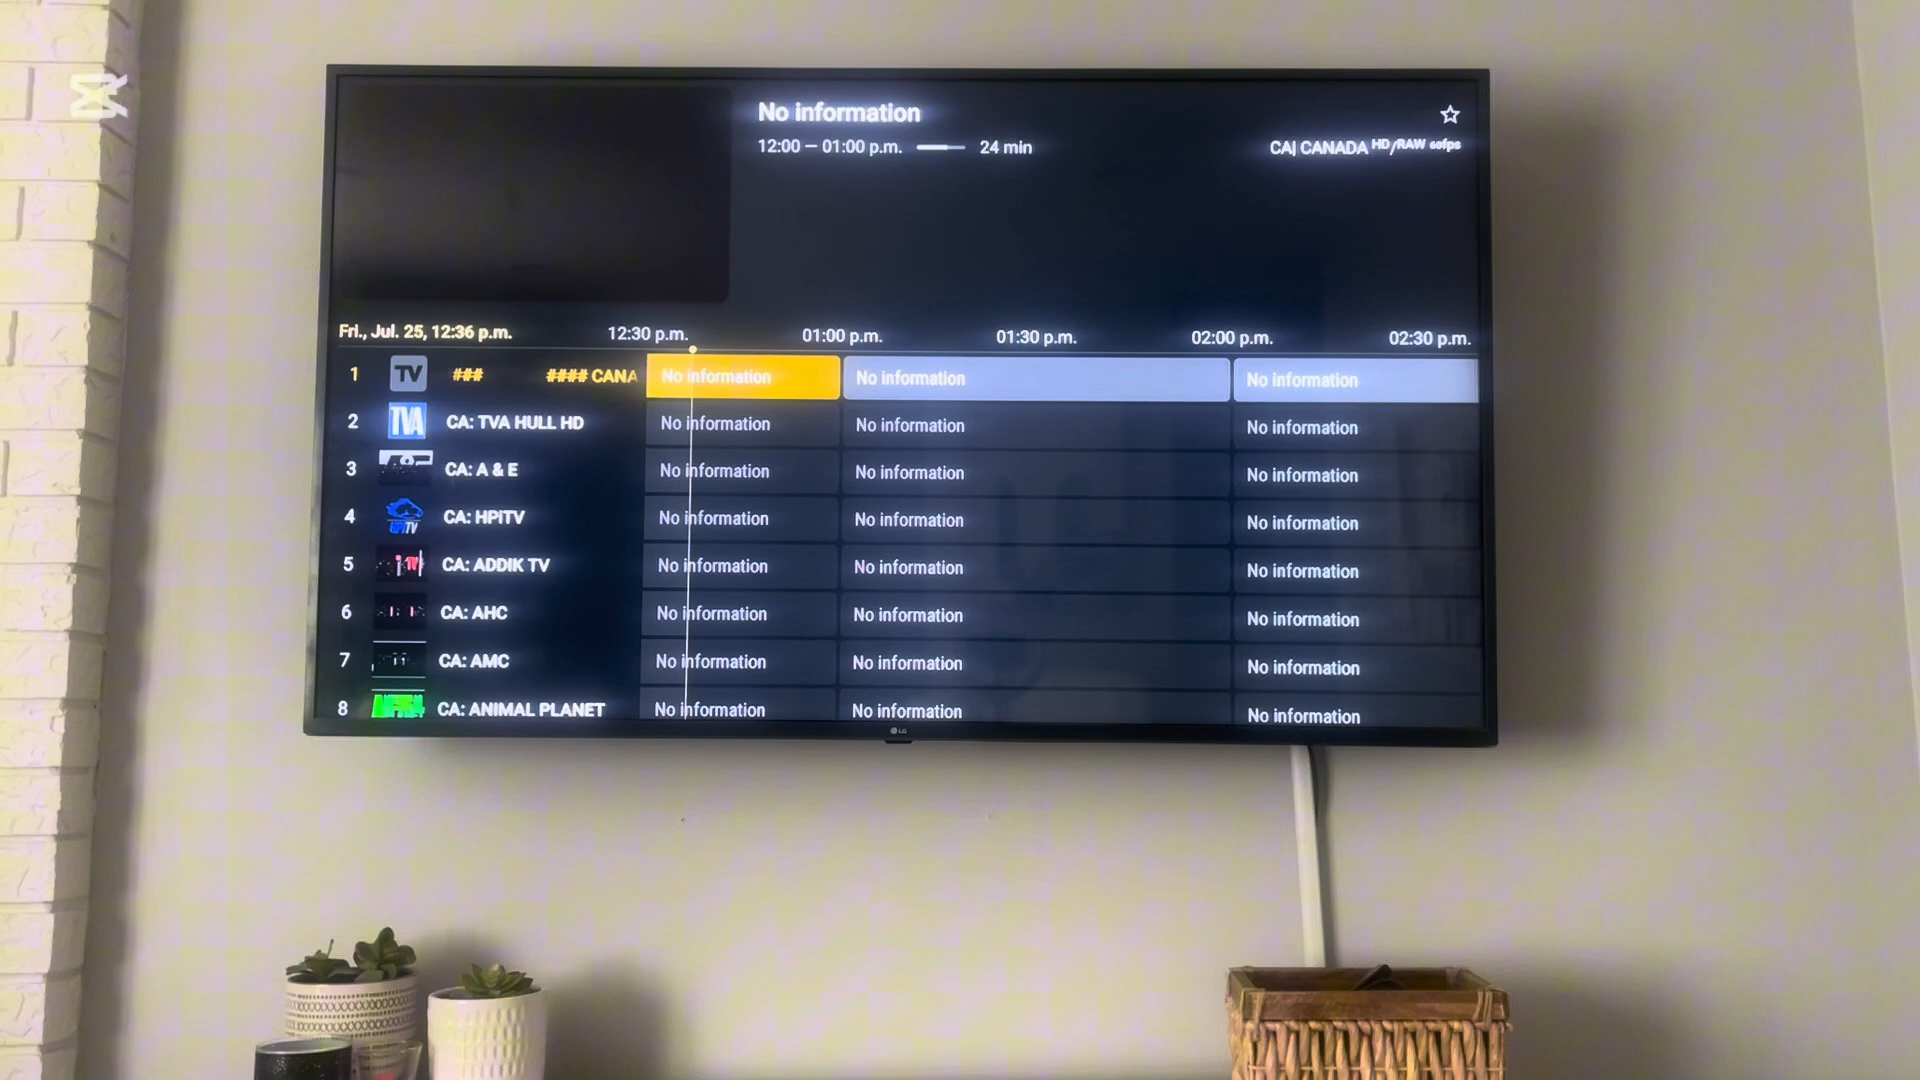 No information
12:00 — 01:00 p.m. 24 min
CA| CANADA ᴴᴰ/ᴿᴬᵂ ⁶⁰ᶠᵖˢ
Fri., Jul. 25, 12:36 p.m. 12:30 p.m. 01:00 p.m. 01:30 p.m. 02:00 p.m. 02:30 p.m.
1 TV ### #### CANA No information No information No information
2 TVA CA: TVA HULL HD No information No information No information
3 CA: A & E No information No information No information
4 CA: HPITV No information No information No information
5 CA: ADDIK TV No information No information No information
6 CA: AHC No information No information No information
7 CA: AMC No information No information No information
8 CA: ANIMAL PLANET No information No information No information
LG